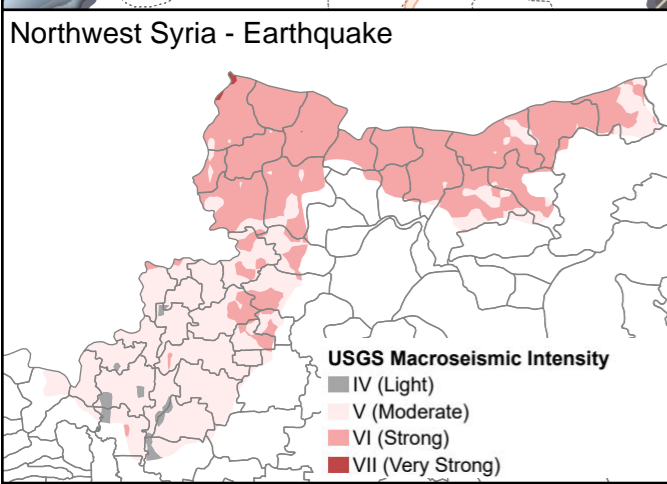 Northwest Syria - Earthquake
USGS Macroseismic Intensity
IV (Light)
V (Moderate)
VI (Strong)
VII (Very Strong)